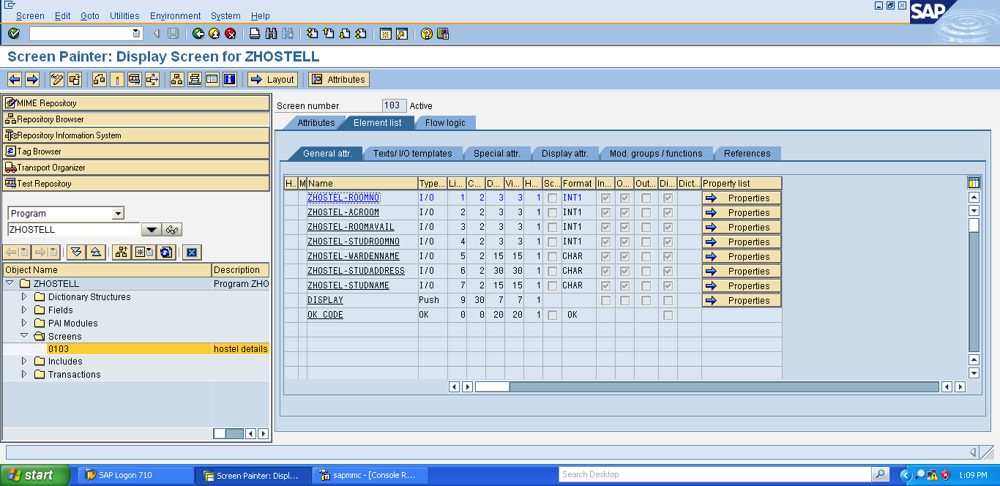 Screen Edit Goto Utilities Environment System Help
SAP
Screen Painter: Display Screen for ZHOSTELL
Layout Attributes
MIME Repository
Repository Browser
Repository Information System
Tag Browser
Transport Organizer
Test Repository
Program
ZHOSTELL
Object Name Description
ZHOSTELL Program ZHO
Dictionary Structures
Fields
PAI Modules
Screens
0103 hostel details
Includes
Transactions
Screen number 103 Active
Attributes Element list Flow logic
General attr. Texts/ I/O templates Special attr. Display attr. Mod. groups / functions References
H.. M Name Type... Li... C... D... Vi... H... Sc... Format In... O... Out... Di... Dict... Property list
ZHOSTEL-ROOMNO I/O 1 2 3 3 1 INT1 Properties
ZHOSTEL-ACROOM I/O 2 2 3 3 1 INT1 Properties
ZHOSTEL-ROOMAVAIL I/O 3 2 3 3 1 INT1 Properties
ZHOSTEL-STUDROOMNO I/O 4 2 3 3 1 INT1 Properties
ZHOSTEL-WARDENNAME I/O 5 2 15 15 1 CHAR Properties
ZHOSTEL-STUDADDRESS I/O 6 2 30 30 1 CHAR Properties
ZHOSTEL-STUDNAME I/O 7 2 15 15 1 CHAR Properties
DISPLAY Push 9 30 7 7 1 Properties
OK_CODE OK 0 0 20 20 1 OK
start SAP Logon 710 Screen Painter: Displ... sapmmc - [Console R... Search Desktop 1:09 PM